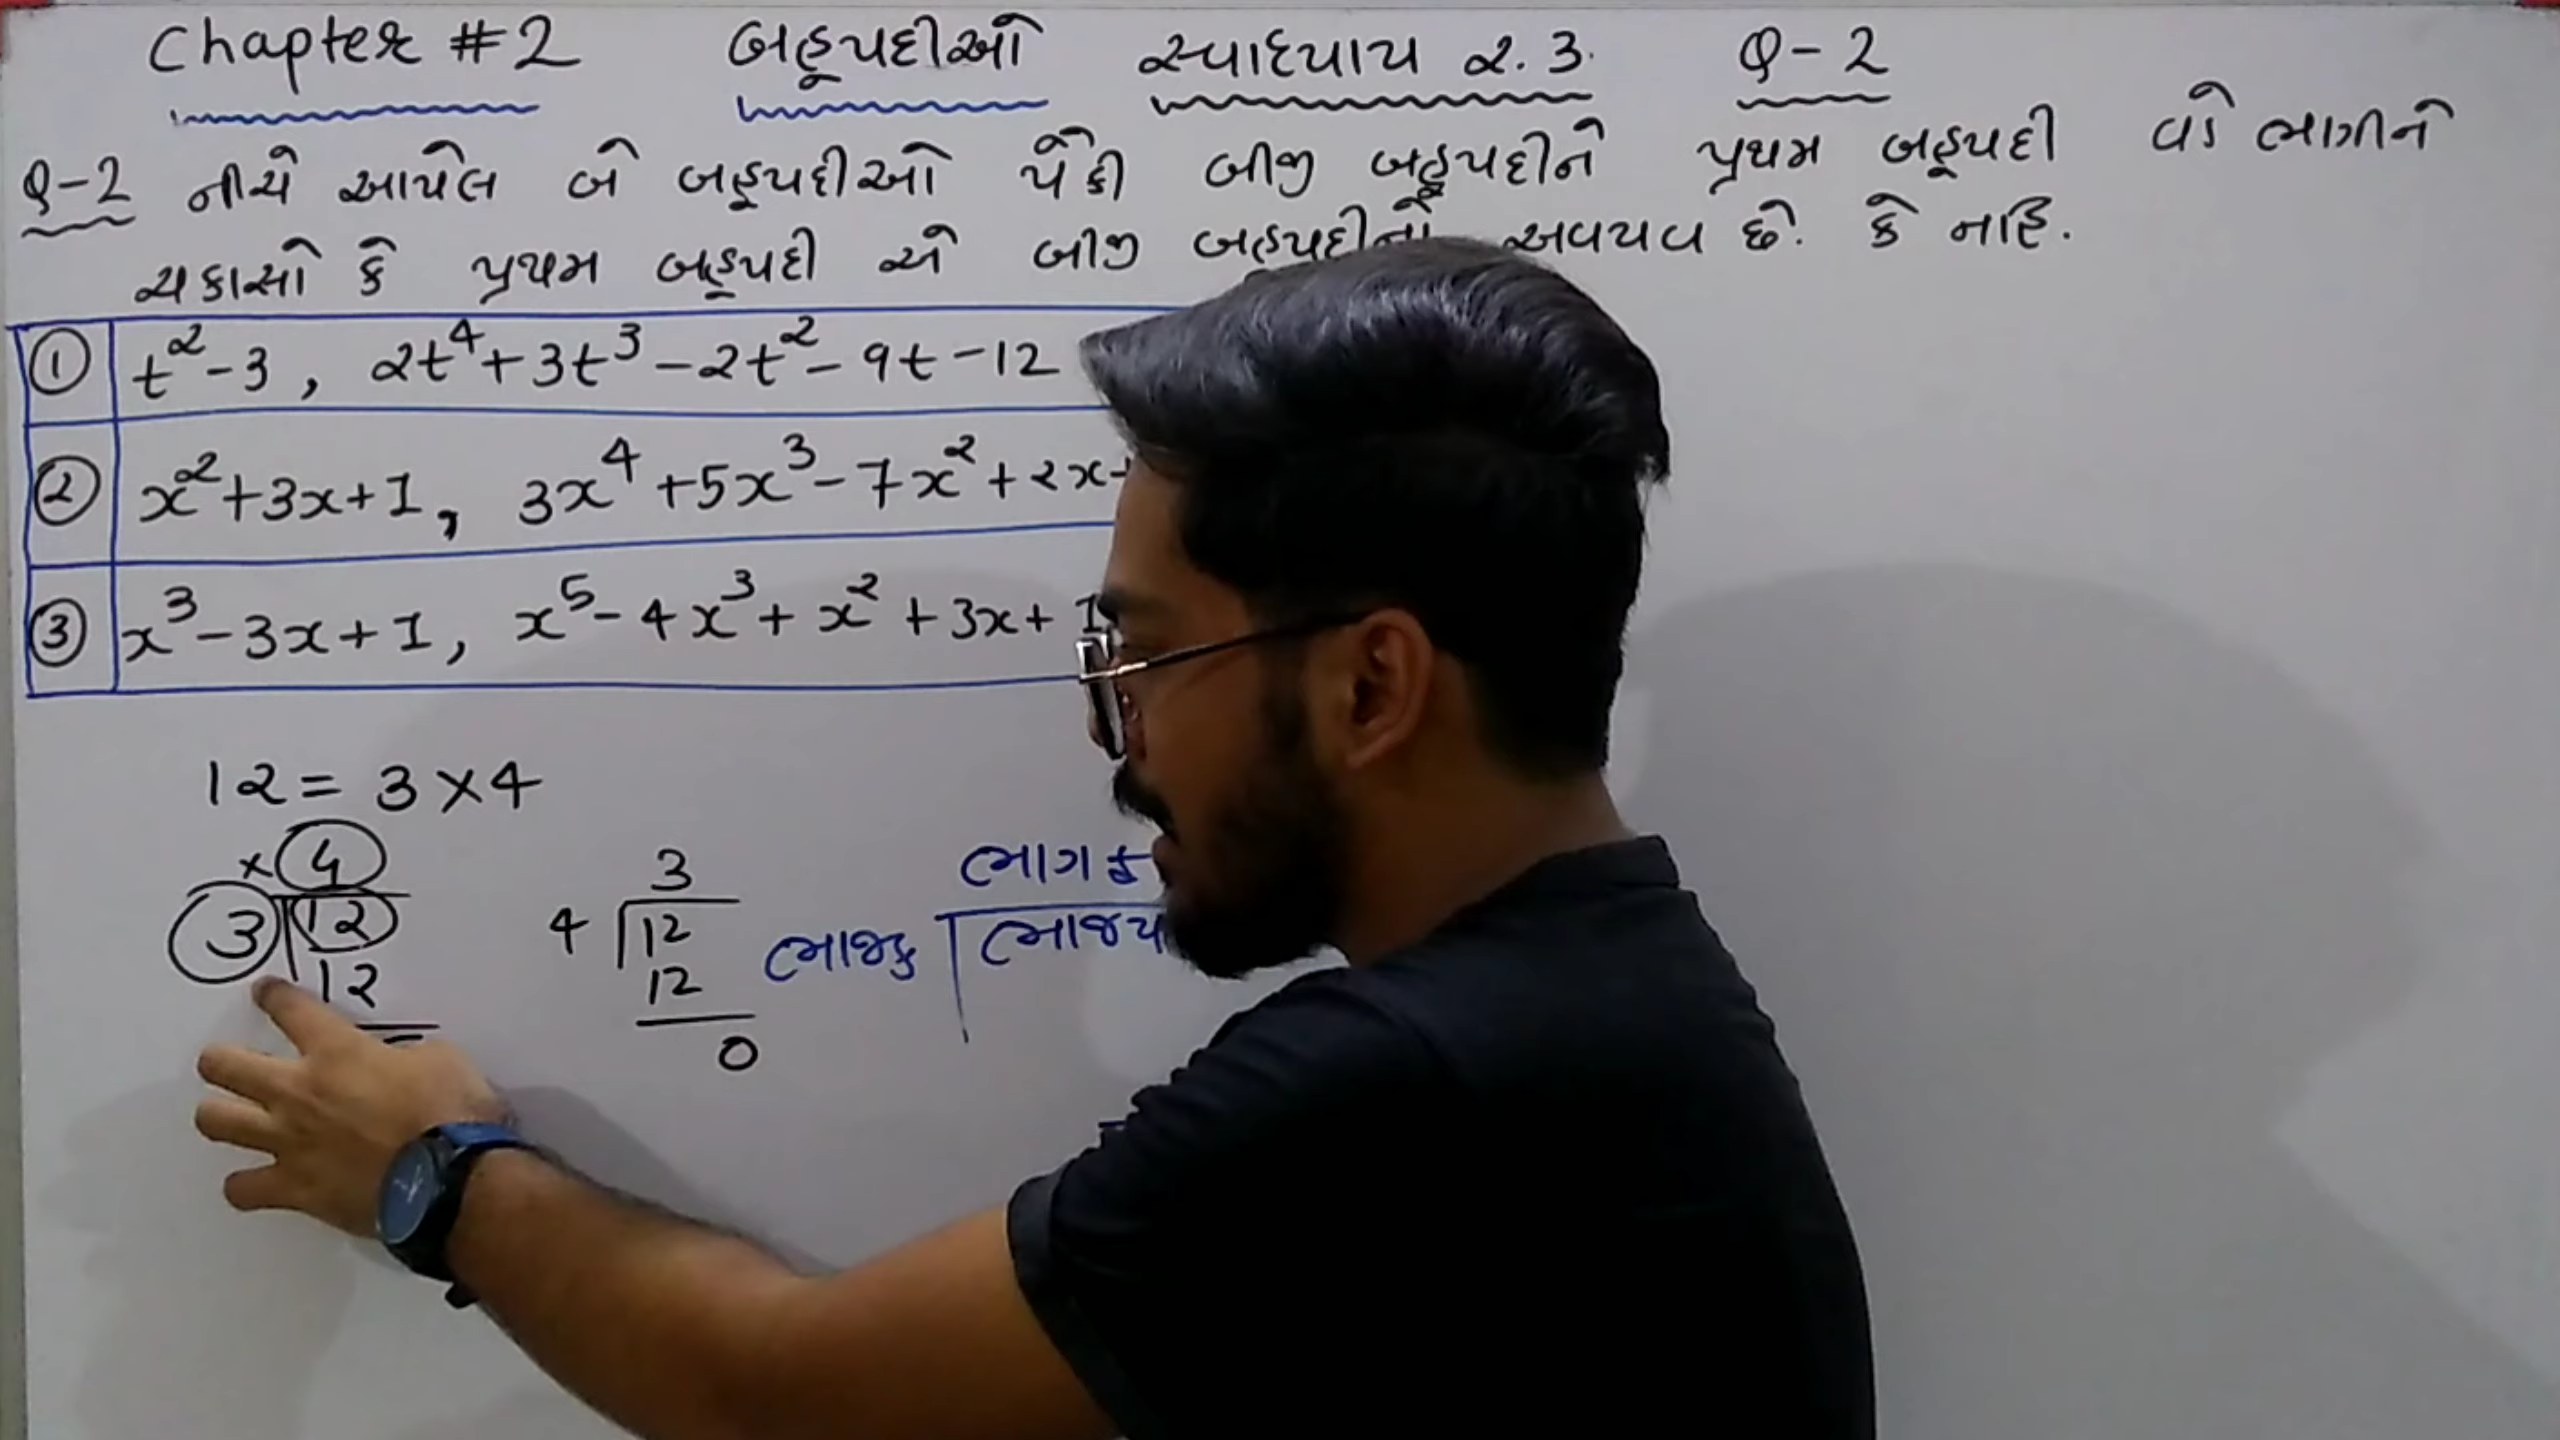 Chapter #2 બહૂપદીઓ સ્વાધ્યાય ૨.૩. Q-2
Q-2 નીચે આપેલ બે બહૂપદીઓ પૈકી બીજી બહૂપદીને પ્રથમ બહૂપદી વડે ભાગીને
ચકાસો કે પ્રથમ બહૂપદી એ બીજી બહૂપદીનો અવયવ છે. કે નહિ.
① t²-3, 2t⁴+3t³-2t²-9t-12
② x²+3x+1, 3x⁴+5x³-7x²+2x+
③ x³-3x+1, x⁵-4x³+x²+3x+1
12 = 3×4
×4
3 12
12
3
4 12
12
0
ભાજક ભાજ્ય